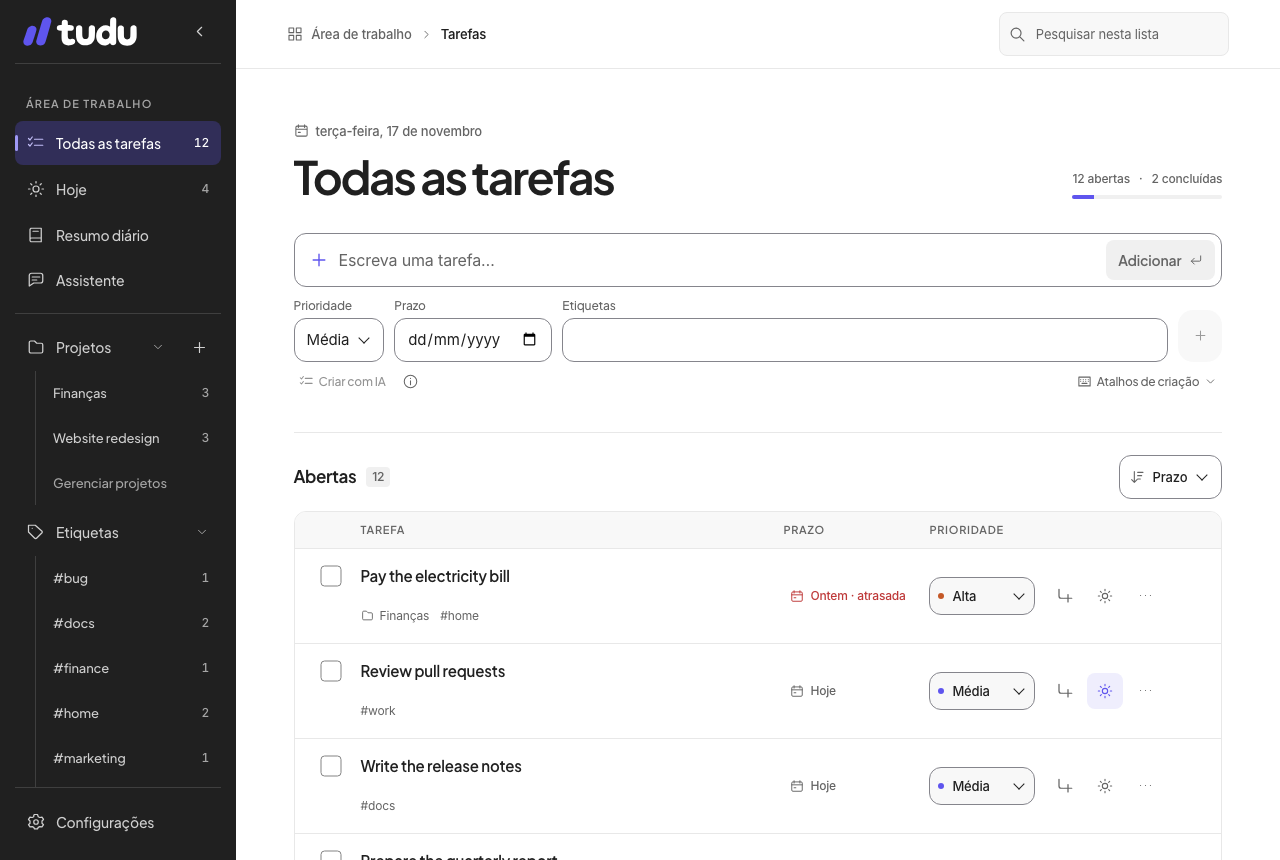 tudu
ÁREA DE TRABALHO
Todas as tarefas 12
Hoje 4
Resumo diário
Assistente
Projetos
Finanças 3
Website redesign 3
Gerenciar projetos
Etiquetas
#bug 1
#docs 2
#finance 1
#home 2
#marketing 1
Configurações
Área de trabalho > Tarefas
Pesquisar nesta lista
terça-feira, 17 de novembro
Todas as tarefas
12 abertas · 2 concluídas
Escreva uma tarefa...
Adicionar
Prioridade Prazo Etiquetas
Média dd/mm/yyyy
Criar com IA
Atalhos de criação
Abertas 12
Prazo
TAREFA PRAZO PRIORIDADE
Pay the electricity bill
Finanças #home
Ontem · atrasada
Alta
Review pull requests
#work
Hoje
Média
Write the release notes
#docs
Hoje
Média
Prepare the quarterly report